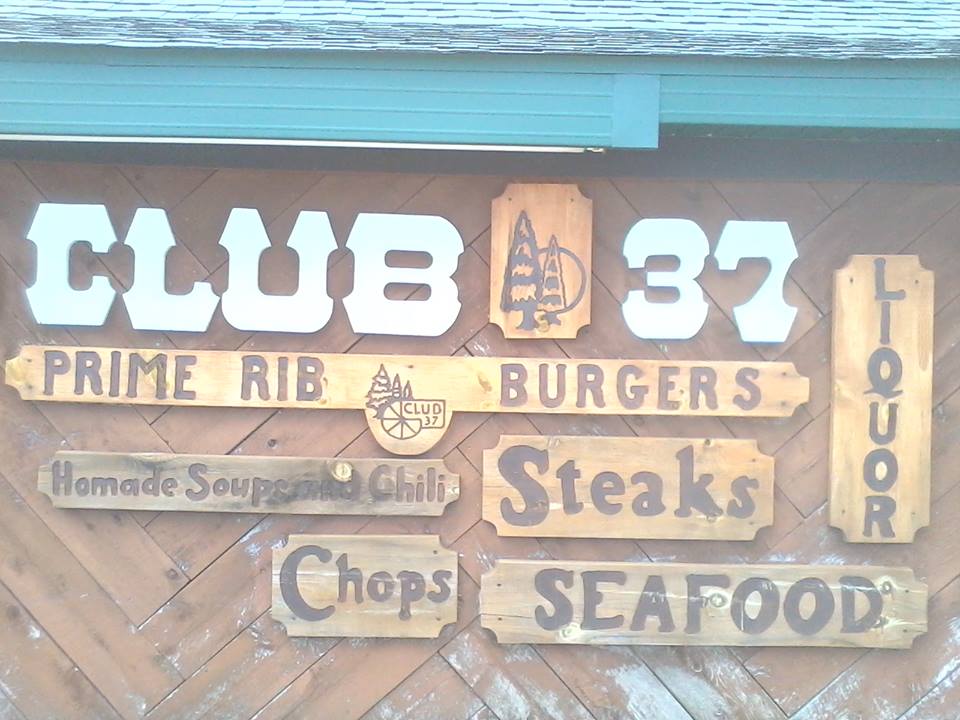 CLUB 37
PRIME RIB BURGERS
CLUB
37
LIQUOR
Homade Soups and Chili
Steaks
Chops
SEAFOOD